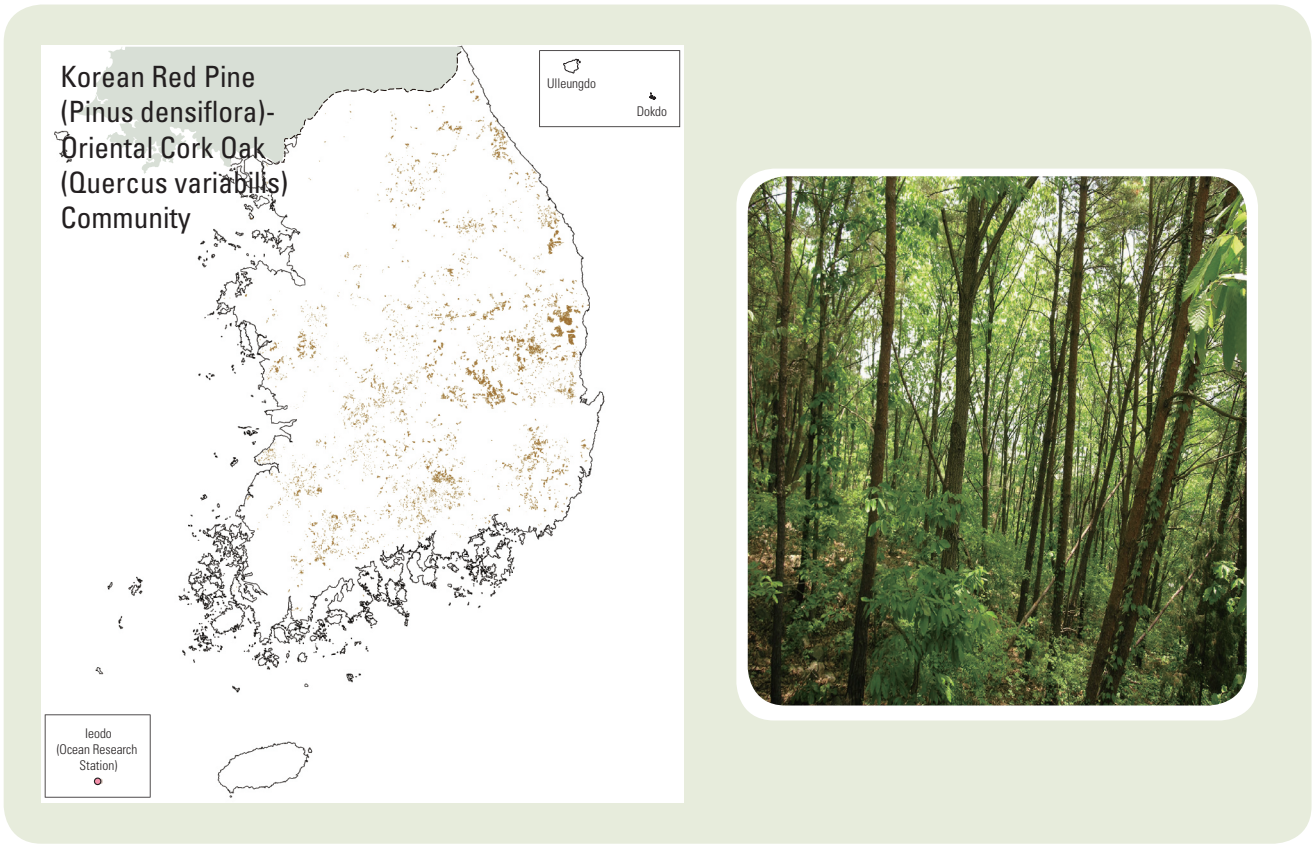 Korean Red Pine
(Pinus densiflora)-
Oriental Cork Oak
(Quercus variabilis)
Community
Ulleungdo
Dokdo
Ieodo
(Ocean Research
Station)